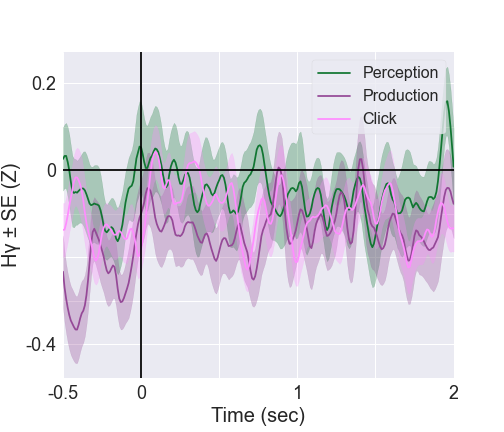 Perception
Production
Click
0.2
0
-0.4
Hγ ± SE (Z)
-0.5
0
1
2
Time (sec)